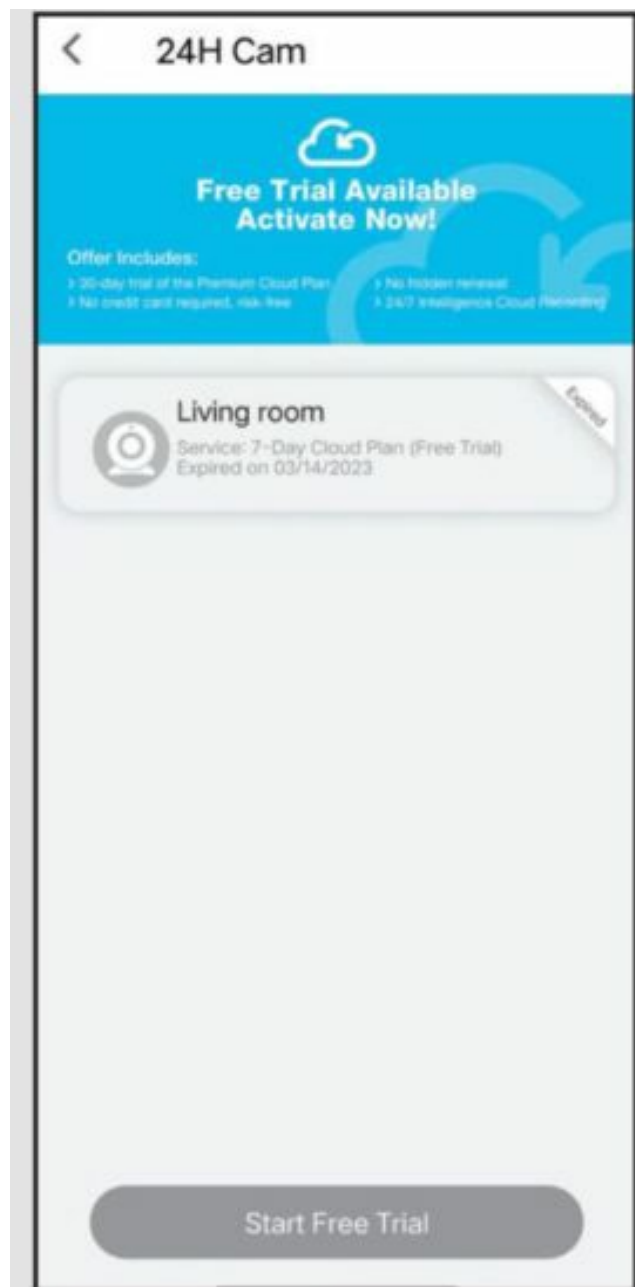 24H Cam
Free Trial Available
Activate Now!
Offer Includes:
> 30-day trial of the Premium Cloud Plan
> No hidden renewal
> No credit card required, risk-free
> 24/7 Intelligence Cloud Recording
Expired
Living room
Service: 7-Day Cloud Plan (Free Trial)
Expired on 03/14/2023
Start Free Trial